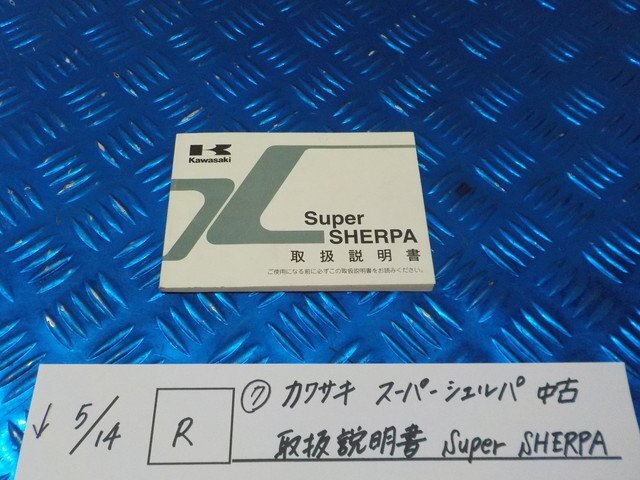 Kawasaki
Super
SHERPA
取扱説明書
ご使用になる前に必ずこの取扱説明書をお読みください。
↓ 5/14
R
⑦ カワサキ スーパーシェルパ 中古
取扱説明書 Super SHERPA